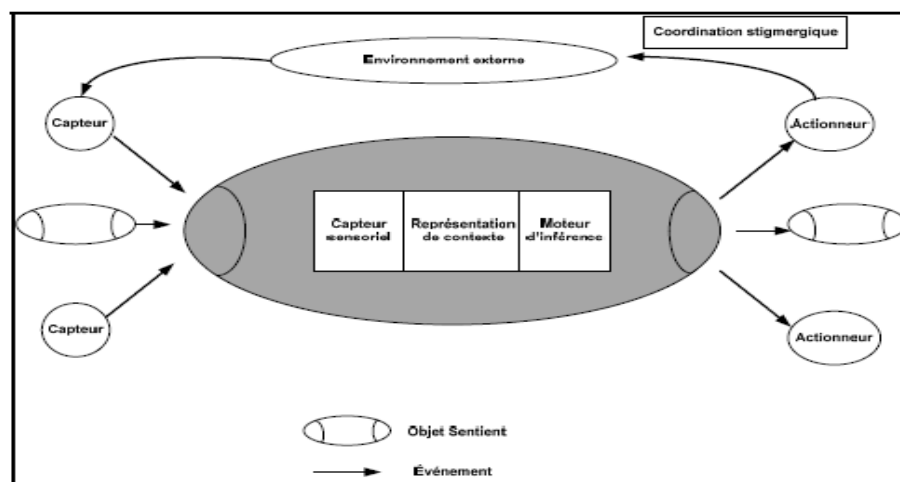 Coordination stigmergique
Environnement externe
Capteur
Actionneur
Capteur
sensoriel
Représentation
de contexte
Moteur
d'inférence
Capteur
Actionneur
Objet Sentient
Événement